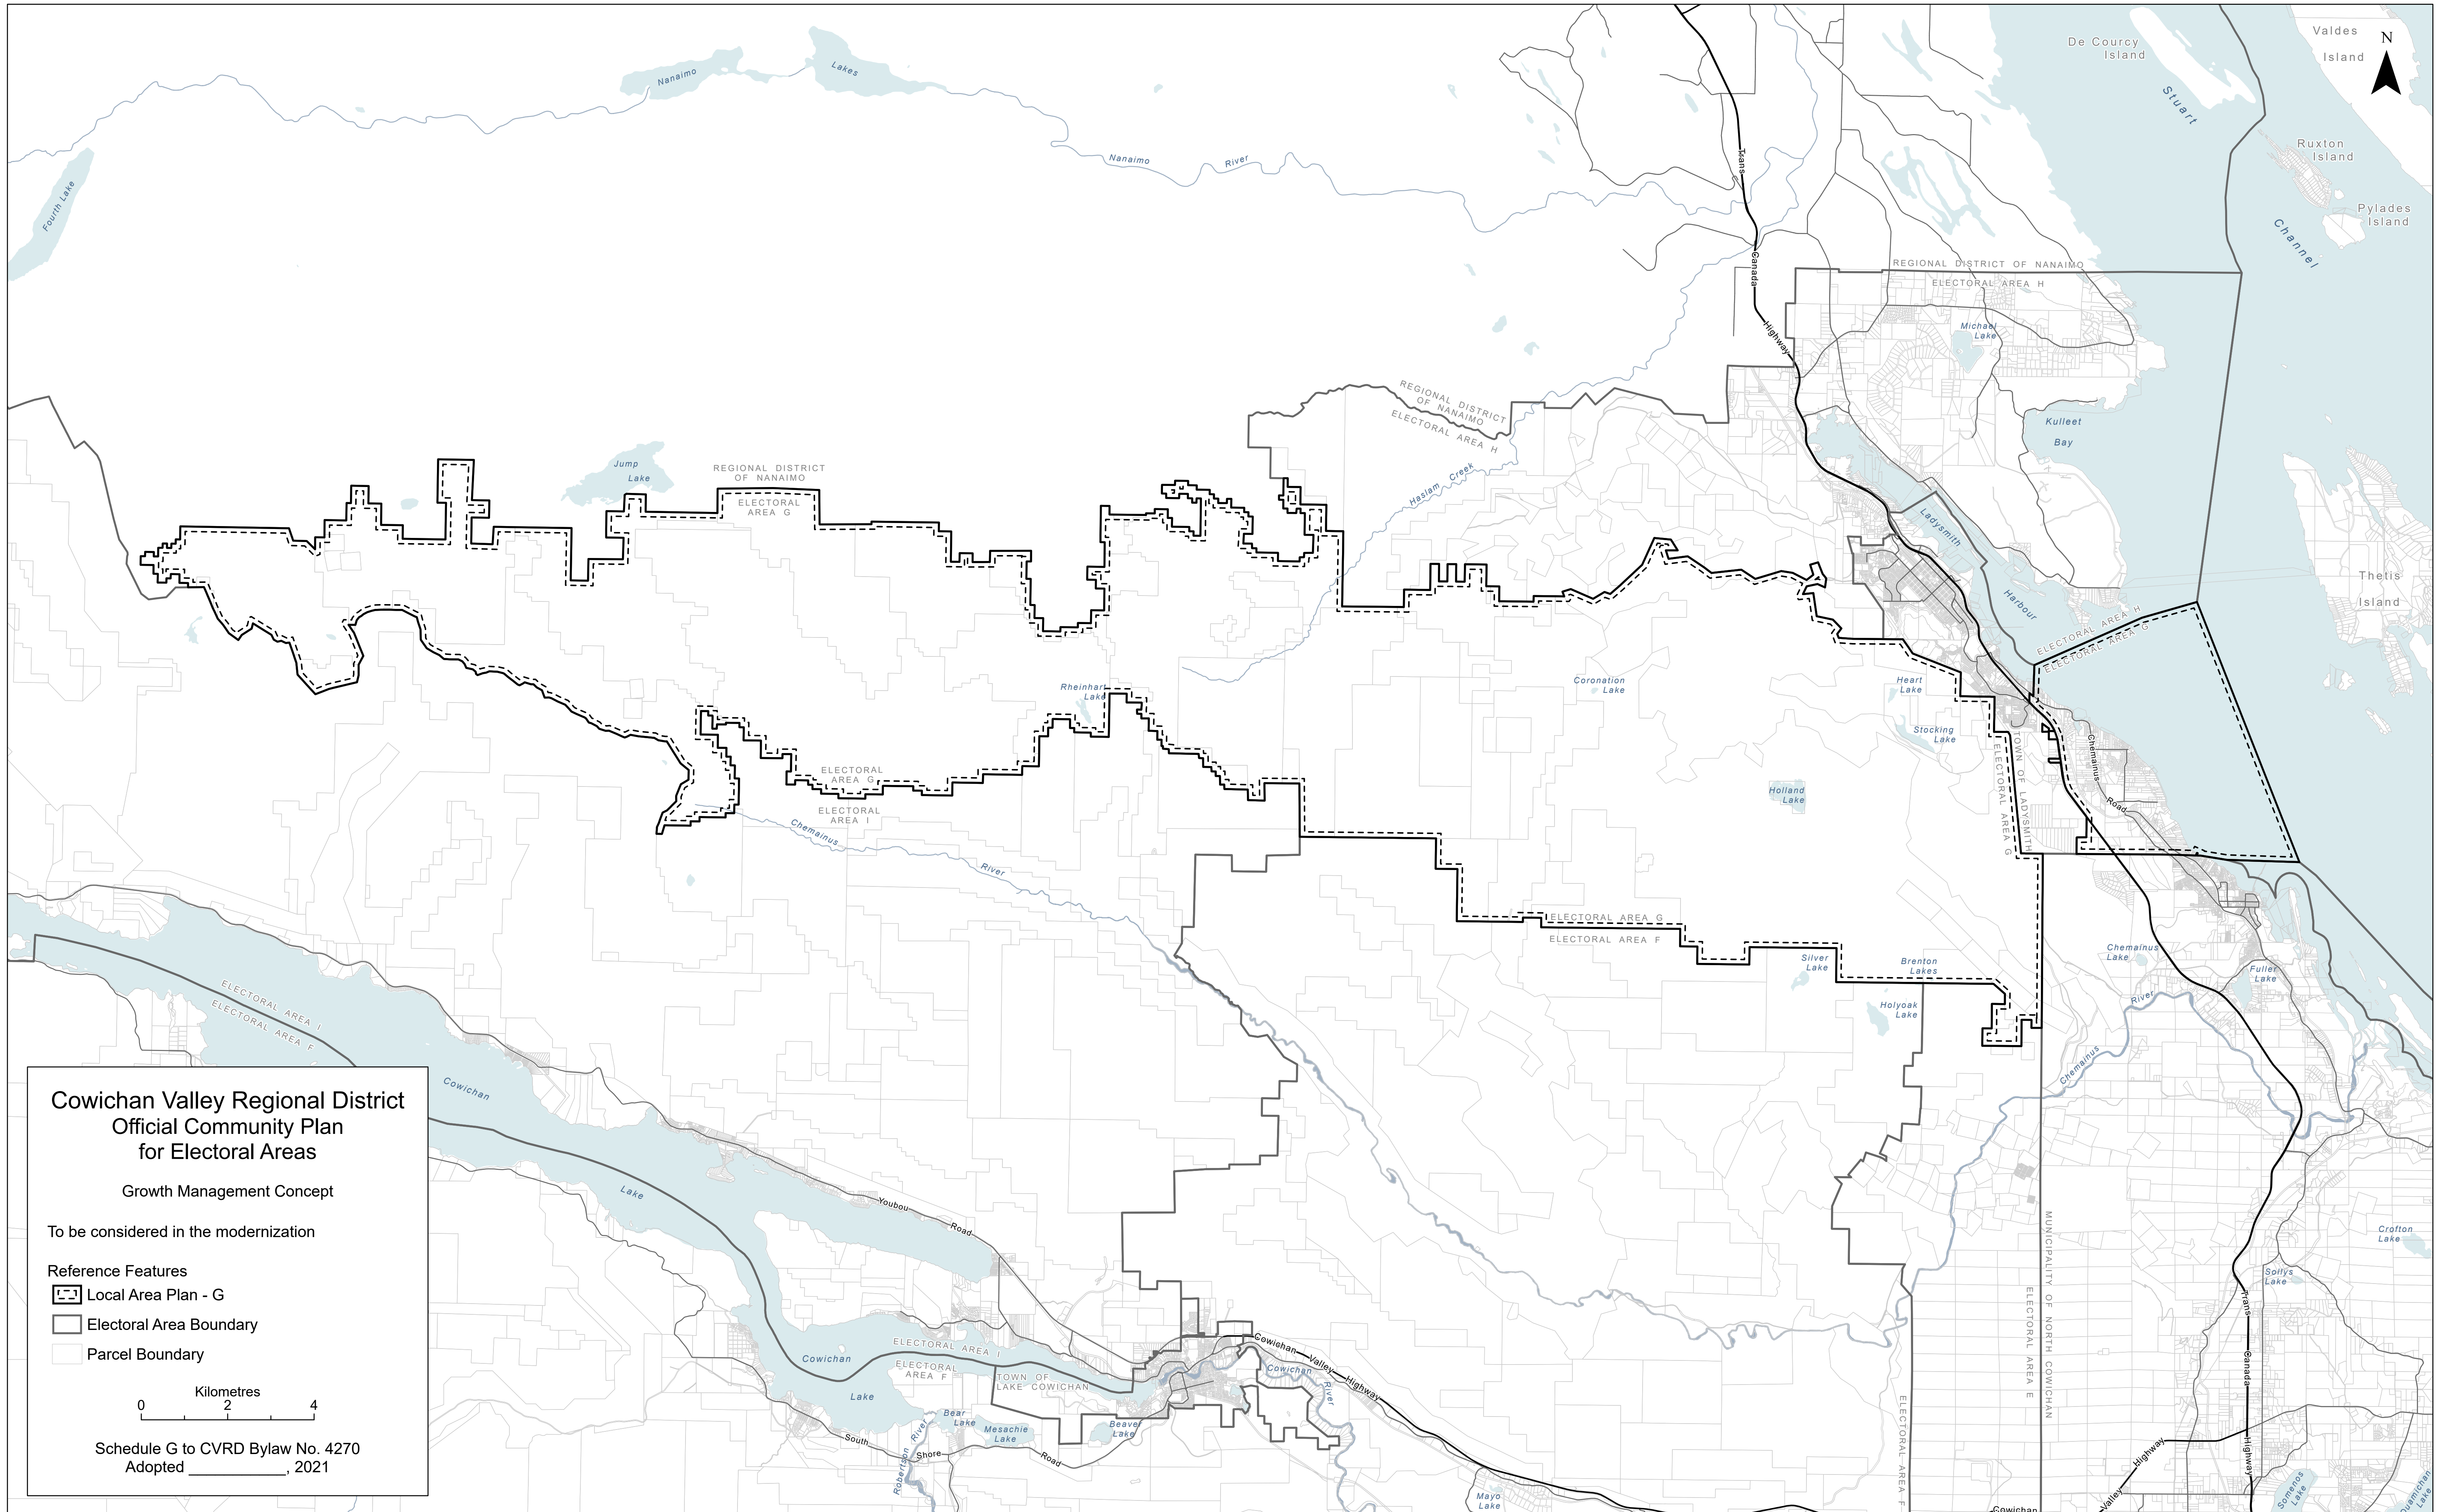 Valdes
Island
De Courcy
Island
N
Stuart
Channel
Ruxton
Island
Pylades
Island
Nanaimo
Lakes
Fourth Lake
Nanaimo
River
Trans
Canada
Highway
REGIONAL DISTRICT OF NANAIMO
ELECTORAL AREA H
Michael
Lake
REGIONAL DISTRICT
OF NANAIMO
ELECTORAL AREA H
Kulleet
Bay
Haslam Creek
Jump
Lake
REGIONAL DISTRICT
OF NANAIMO
ELECTORAL
AREA G
Ladysmith
Harbour
Thetis
Island
ELECTORAL AREA H
ELECTORAL AREA G
Rheinhart
Lake
Coronation
Lake
Heart
Lake
Stocking
Lake
Holland
Lake
TOWN OF LADYSMITH
ELECTORAL AREA G
Chemainus
Road
ELECTORAL
AREA G
ELECTORAL
AREA I
Chemainus
River
ELECTORAL AREA G
ELECTORAL AREA F
Silver
Lake
Brenton
Lakes
Holyoak
Lake
Chemainus
Lake
Fuller
Lake
River
Chemainus
ELECTORAL AREA I
ELECTORAL AREA F
Cowichan
Lake
Youbou
Road
Crofton
Lake
Sollys
Lake
MUNICIPALITY OF NORTH COWICHAN
ELECTORAL AREA E
ELECTORAL AREA F
Trans
Canada
Highway
Cowichan
Lake
ELECTORAL AREA I
ELECTORAL
AREA F
TOWN OF
LAKE COWICHAN
Cowichan
Valley
Highway
Cowichan
River
Bear
Lake
Mesachie
Lake
Beaver
Lake
South
Shore
Road
Robertson River
Mayo
Lake
Cowichan
Valley
Highway
Somenos
Lake
Quamichan
Lake
Cowichan Valley Regional District
Official Community Plan
for Electoral Areas
Growth Management Concept
To be considered in the modernization
Reference Features
Local Area Plan - G
Electoral Area Boundary
Parcel Boundary
Kilometres
0 2 4
Schedule G to CVRD Bylaw No. 4270
Adopted ____________, 2021